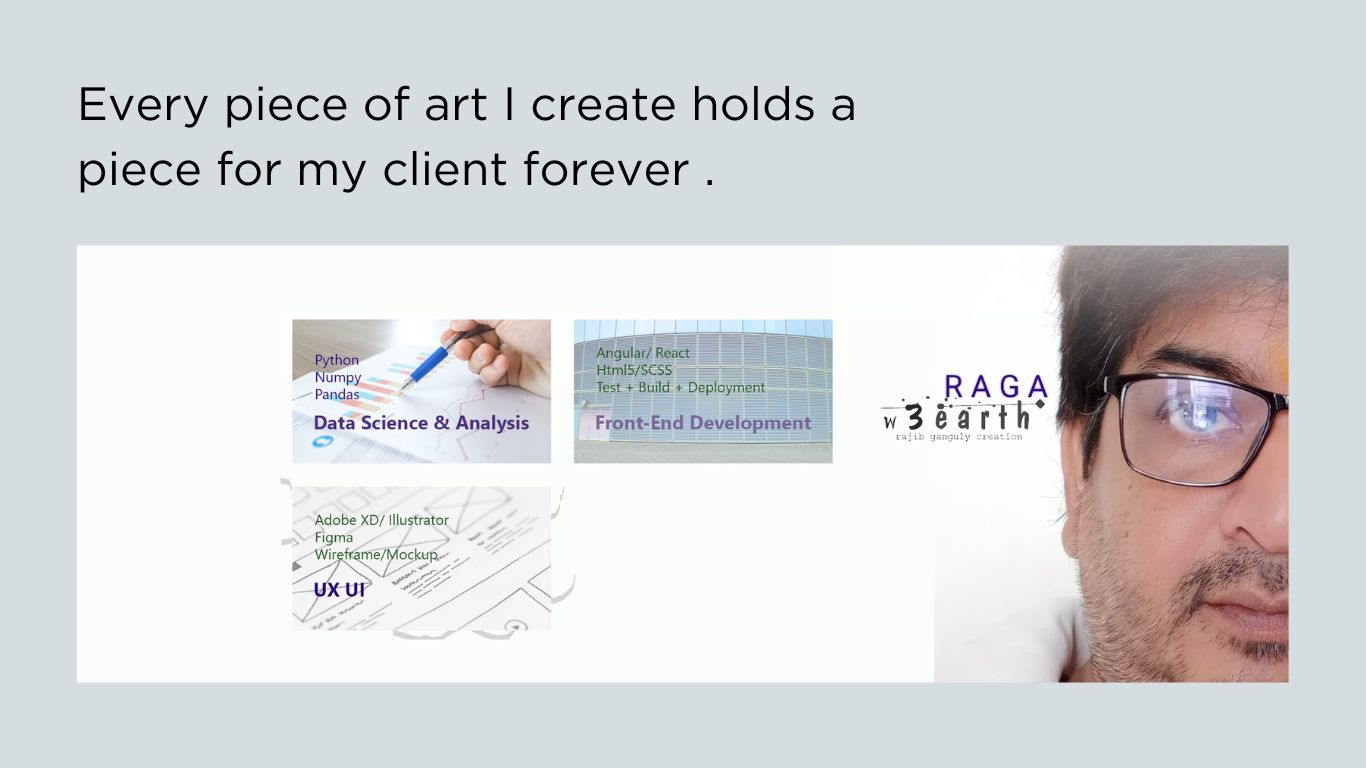 Every piece of art I create holds a
piece for my client forever .
Python
Numpy
Pandas
Data Science & Analysis
Angular/ React
Html5/SCSS
Test + Build + Deployment
Front-End Development
RAGA
w3earth
rajib ganguly creation
Adobe XD/ Illustrator
Figma
Wireframe/Mockup
UX UI